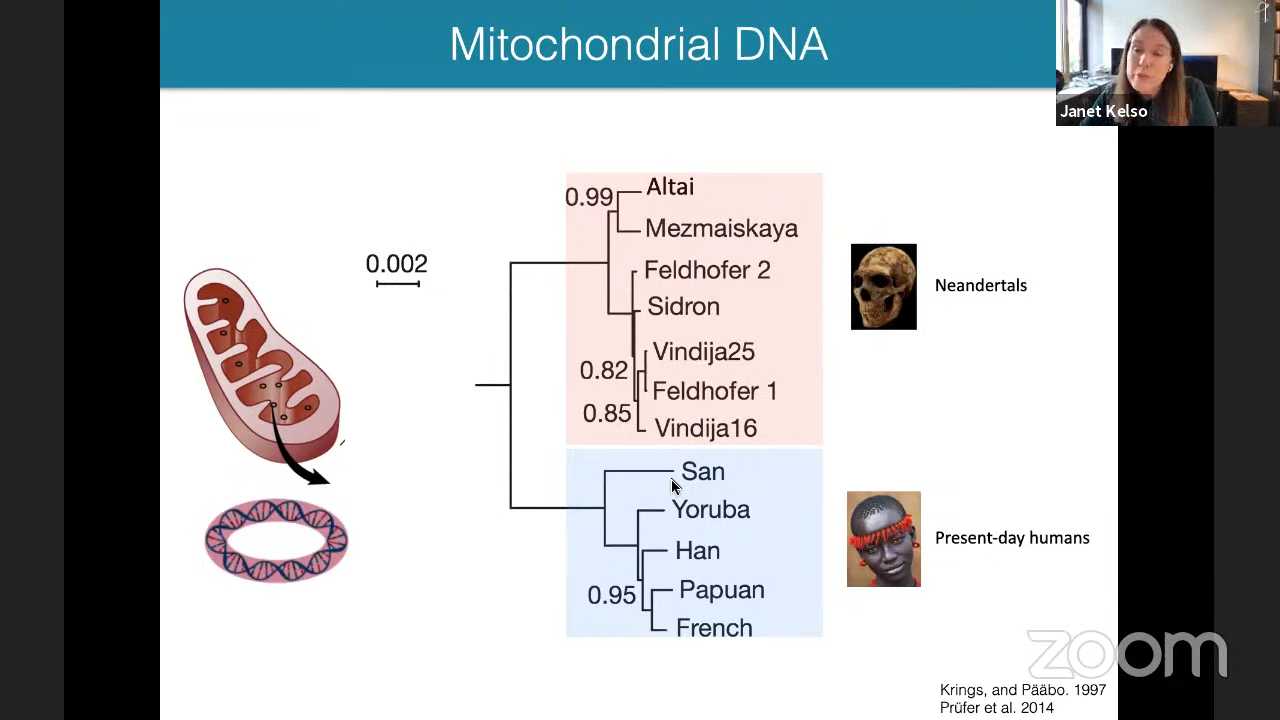 Mitochondrial DNA
Janet Kelso
0.002
0.99
Altai
Mezmaiskaya
Feldhofer 2
Sidron
Vindija25
0.82
Feldhofer 1
0.85
Vindija16
Neandertals
San
Yoruba
Han
Papuan
0.95
French
Present-day humans
zoom
Krings, and Pääbo. 1997
Prüfer et al. 2014